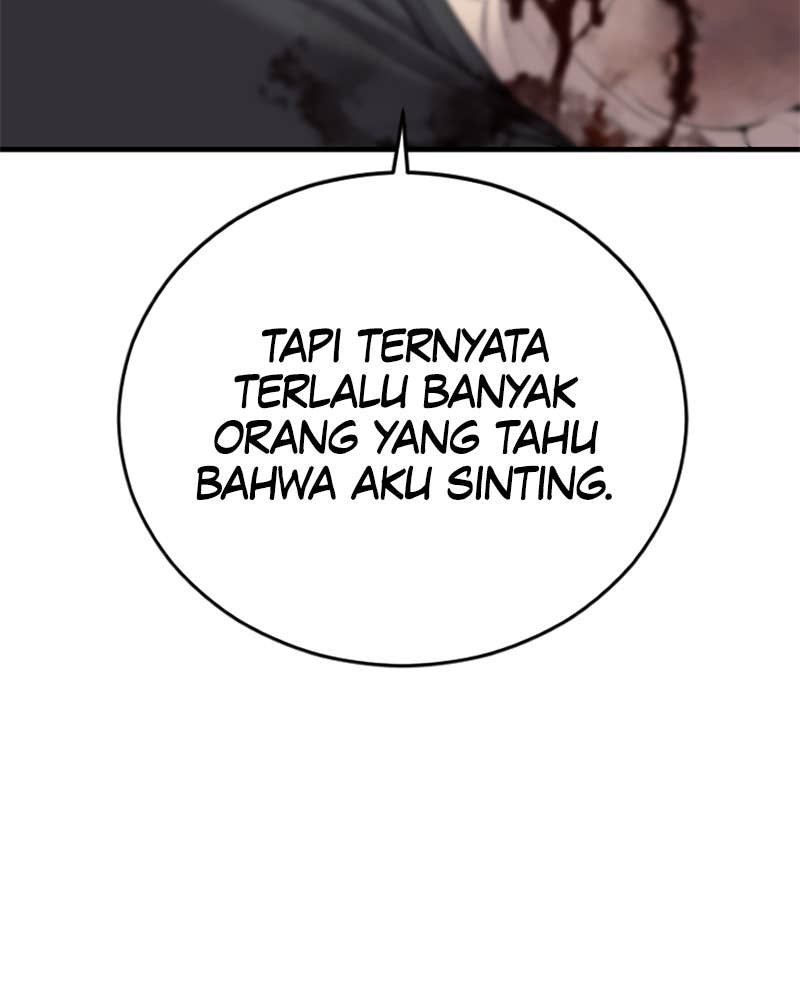 TAPI TERNYATA
TERLALU BANYAK
ORANG YANG TAHU
BAHWA AKU SINTING.